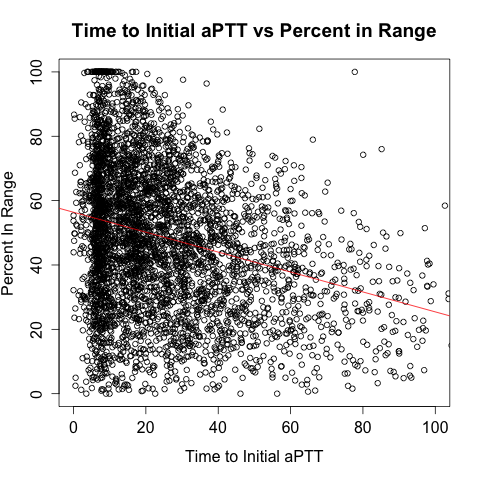 Time to Initial aPTT vs Percent in Range
Percent In Range
100
80
60
40
20
0
0 20 40 60 80 100
Time to Initial aPTT